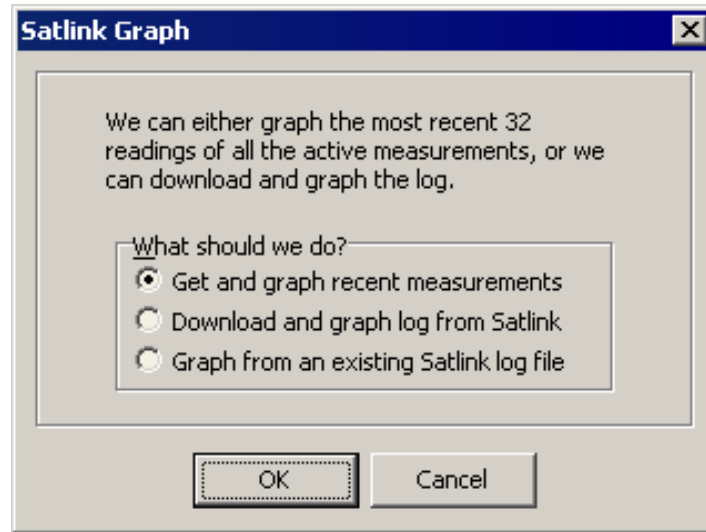 Satlink Graph
We can either graph the most recent 32
readings of all the active measurements, or we
can download and graph the log.
What should we do?
Get and graph recent measurements
Download and graph log from Satlink
Graph from an existing Satlink log file
OK
Cancel